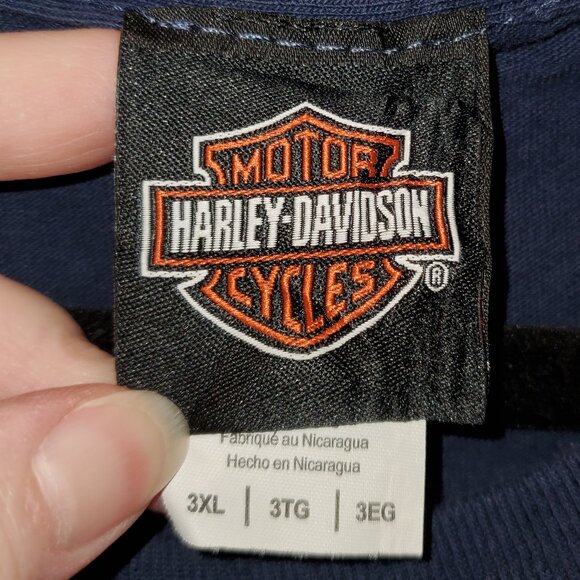 MOTOR
HARLEY-DAVIDSON
CYCLES
®
Fabriqué au Nicaragua
Hecho en Nicaragua
3XL | 3TG | 3EG